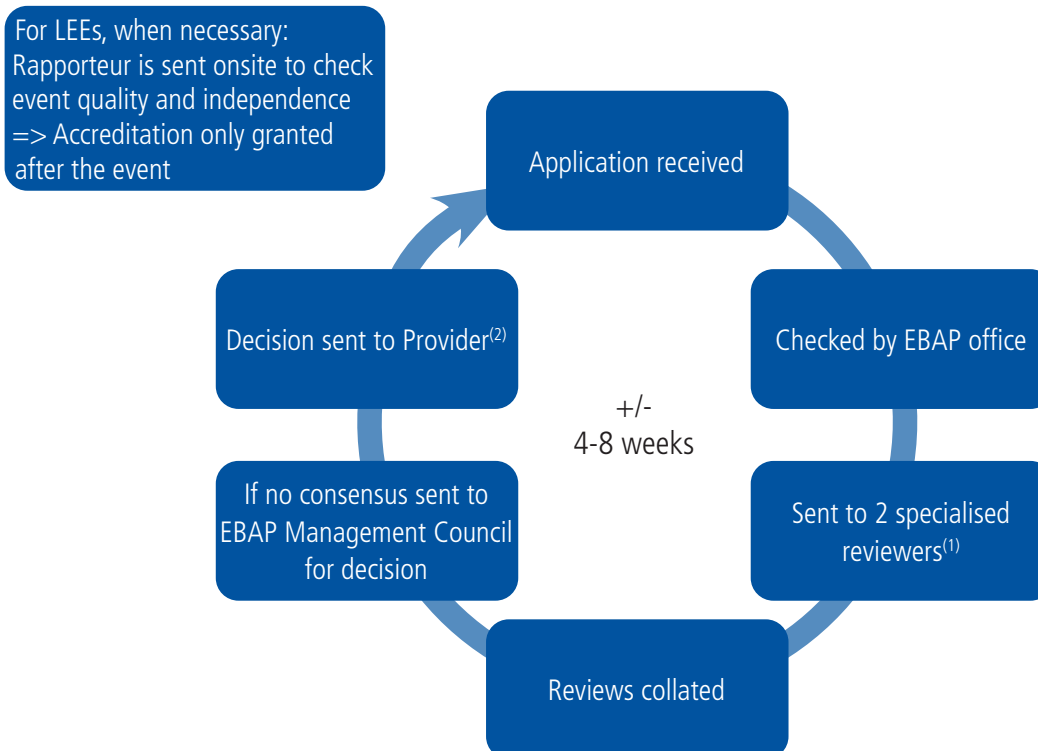 For LEEs, when necessary:
Rapporteur is sent onsite to check
event quality and independence
=> Accreditation only granted
after the event
Application received
Checked by EBAP office
Sent to 2 specialised
reviewers(1)
Reviews collated
If no consensus sent to
EBAP Management Council
for decision
Decision sent to Provider(2)
+/-
4-8 weeks